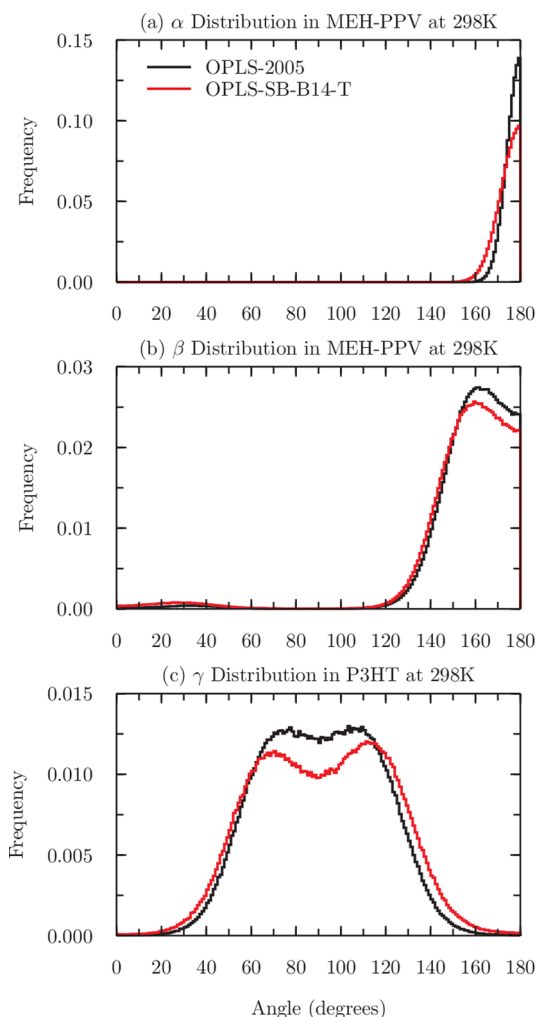 (a) α Distribution in MEH-PPV at 298K
0.15
OPLS-2005
OPLS-SB-B14-T
0.10
Frequency
0.05
0.00
0 20 40 60 80 100 120 140 160 180
(b) β Distribution in MEH-PPV at 298K
0.03
0.02
Frequency
0.01
0.00
0 20 40 60 80 100 120 140 160 180
(c) γ Distribution in P3HT at 298K
0.015
0.010
Frequency
0.005
0.000
0 20 40 60 80 100 120 140 160 180
Angle (degrees)